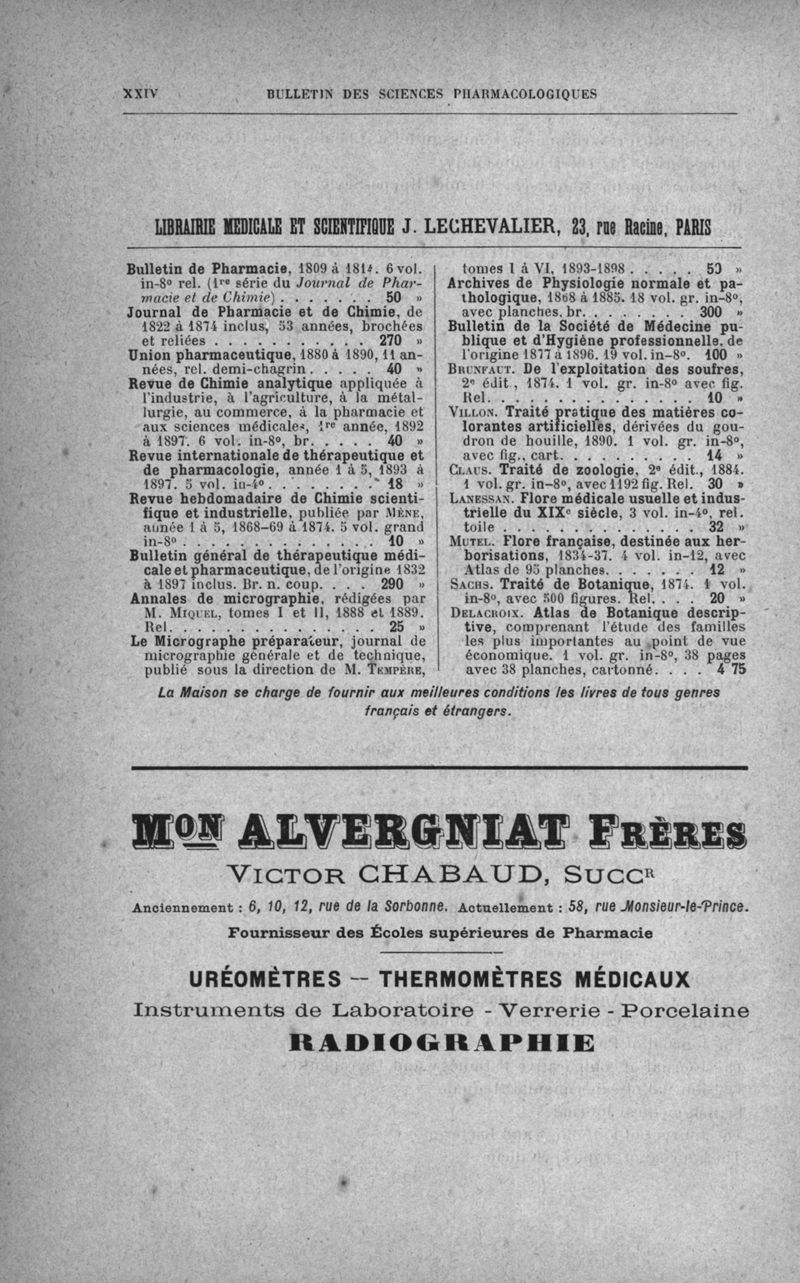 XXIV BULLETIN DES SCIENCES PHARMACOLOGIQUES
LIBRAIRIE MEDICALE ET SCIENTIFIQUE J. LECHEVALIER, 23, rue Racine, PARIS
Bulletin de Pharmacie, 1809 à 1814. 6 vol.
in-8° rel. (1re série du Journal de Phar-
macie et de Chimie) . . . . . . . 50 »
Journal de Pharmacie et de Chimie, de
1822 à 1874 inclus, 53 années, brochées
et reliées . . . . . . . . . . . 270 »
Union pharmaceutique, 1880 à 1890, 11 an-
nées, rel. demi-chagrin . . . . . 40 »
Revue de Chimie analytique appliquée à
l'industrie, à l'agriculture, à la métal-
lurgie, au commerce, à la pharmacie et
aux sciences médicales, 1re année, 1892
à 1897. 6 vol. in-8°, br. . . . . 40 »
Revue internationale de thérapeutique et
de pharmacologie, année 1 à 5, 1893 à
1897. 5 vol. in-4° . . . . . . . . 18 »
Revue hebdomadaire de Chimie scienti-
fique et industrielle, publiée par MÈNE,
année 1 à 5, 1868-69 à 1874. 5 vol. grand
in-8° . . . . . . . . . . . . . . 10 »
Bulletin général de thérapeutique médi-
cale et pharmaceutique, de l'origine 1832
à 1897 inclus. Br. n. coup. . . . 290 »
Annales de micrographie, rédigées par
M. MIQUEL, tomes I et II, 1888 et 1889.
Rel. . . . . . . . . . . . . . . . 25 »
Le Micrographe préparateur, journal de
micrographie générale et de technique,
publié sous la direction de M. TEMPÈRE,
tomes I à VI, 1893-1898 . . . . . 50 »
Archives de Physiologie normale et pa-
thologique, 1868 à 1885. 18 vol. gr. in-8°,
avec planches, br. . . . . . . . 300 »
Bulletin de la Société de Médecine pu-
blique et d'Hygiène professionnelle, de
l'origine 1877 à 1896. 19 vol. in-8°. 100 »
BRUNFAUT. De l'exploitation des soufres,
2e édit., 1874. 1 vol. gr. in-8° avec fig.
Rel. . . . . . . . . . . . . . . . 10 »
VILLON. Traité pratique des matières co-
lorantes artificielles, dérivées du gou-
dron de houille, 1890. 1 vol. gr. in-8°,
avec fig., cart. . . . . . . . . . 14 »
CLAUS. Traité de zoologie, 2e édit., 1884.
1 vol. gr. in-8°, avec 1192 fig. Rel. 30 »
LANESSAN. Flore médicale usuelle et indus-
trielle du XIXe siècle, 3 vol. in-4°, rel.
toile . . . . . . . . . . . . . . 32 »
MUTEL. Flore française, destinée aux her-
borisations, 1834-37. 4 vol. in-12, avec
Atlas de 95 planches. . . . . . . 12 »
SACHS. Traité de Botanique, 1874. 1 vol.
in-8°, avec 500 figures. Rel. . . . 20 »
DELACROIX. Atlas de Botanique descrip-
tive, comprenant l'étude des familles
les plus importantes au point de vue
économique. 1 vol. gr. in-8°, 38 pages
avec 38 planches, cartonné. . . . 4 75
La Maison se charge de fournir aux meilleures conditions les livres de tous genres
français et étrangers.
MON ALVERGNIAT FRÈRES
VICTOR CHABAUD, SUCCR
Anciennement : 6, 10, 12, rue de la Sorbonne. Actuellement : 58, rue Monsieur-le-Prince.
Fournisseur des Écoles supérieures de Pharmacie
URÉOMÈTRES — THERMOMÈTRES MÉDICAUX
Instruments de Laboratoire - Verrerie - Porcelaine
RADIOGRAPHIE